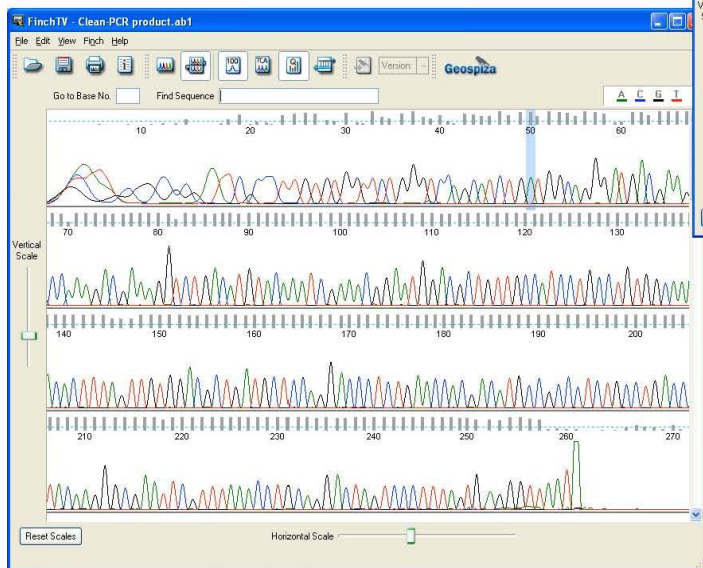 FinchTV - Clean-PCR product.ab1
File Edit View Finch Help
100 TCA Version: Geospiza
Go to Base No. Find Sequence A C G T
10 20 30 40 50 60
70 80 90 100 110 120 130
Vertical
Scale
140 150 160 170 180 190 200
210 220 230 240 250 260 270
Reset Scales Horizontal Scale